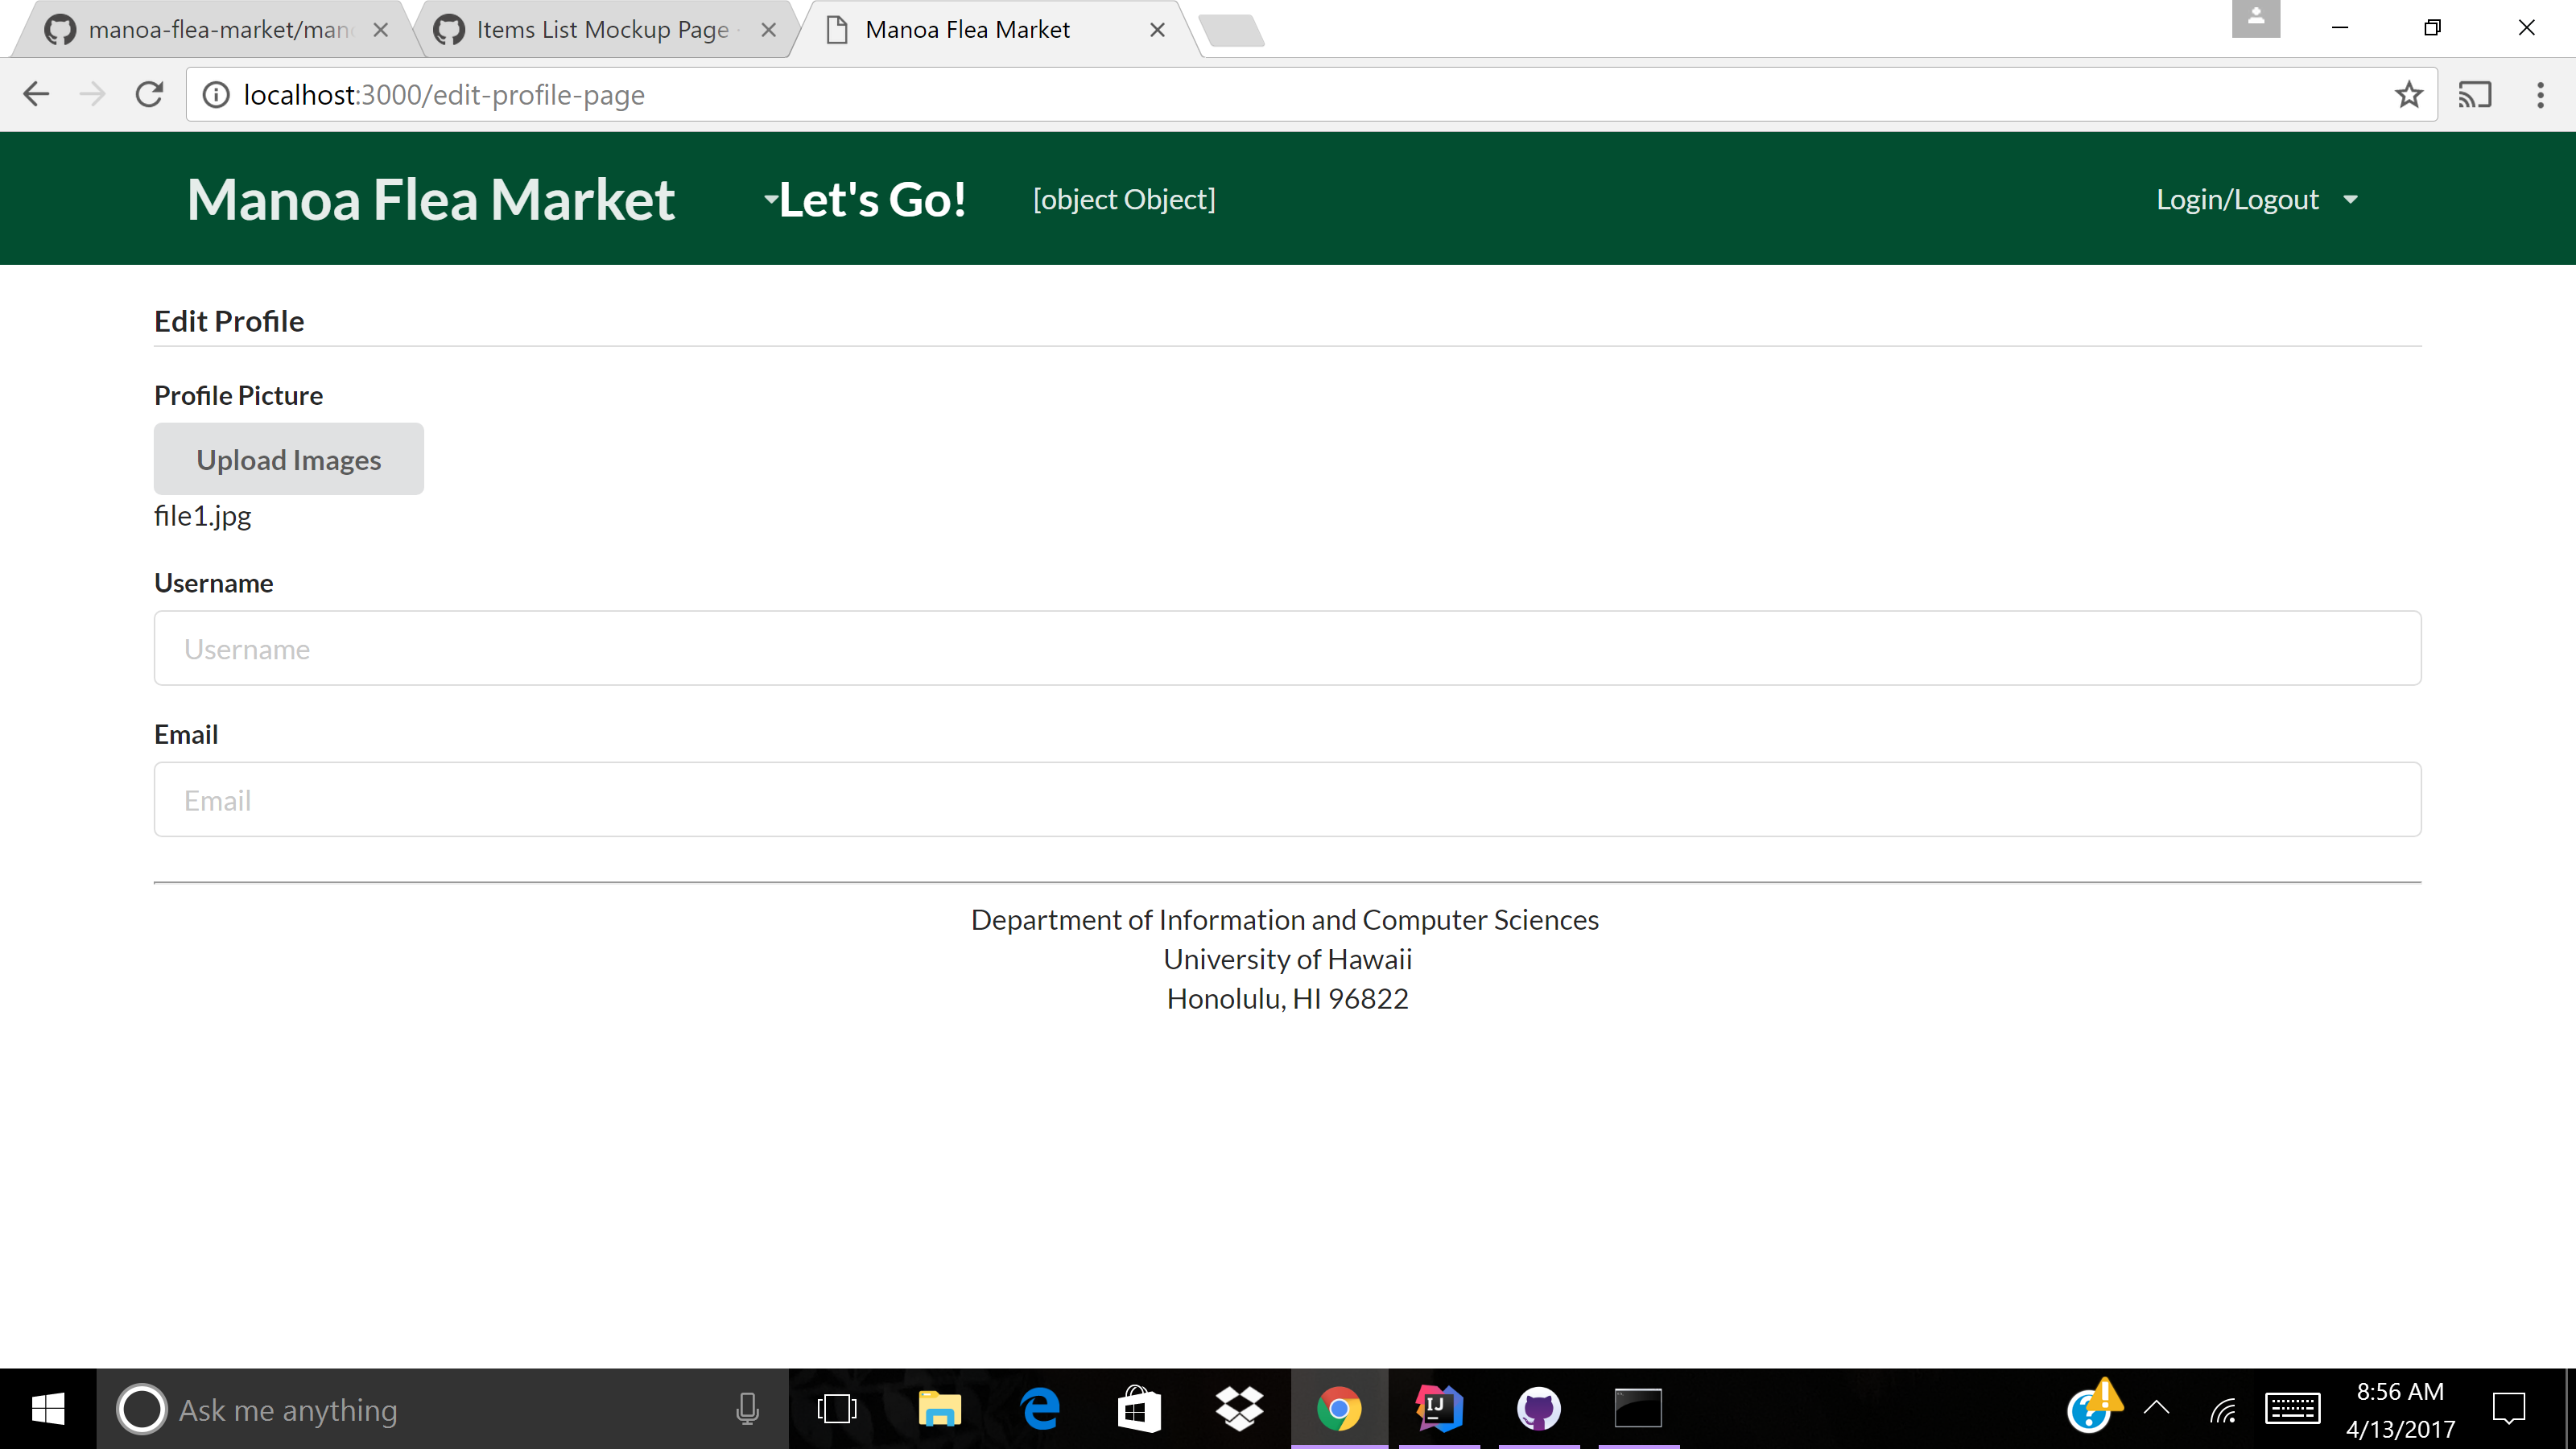 manoa-flea-market/man
Items List Mockup Page
Manoa Flea Market
localhost:3000/edit-profile-page
Manoa Flea Market
Let's Go!
[object Object]
Login/Logout
Edit Profile
Profile Picture
Upload Images
file1.jpg
Username
Username
Email
Email
Department of Information and Computer Sciences
University of Hawaii
Honolulu, HI 96822
Ask me anything
IJ
8:56 AM
4/13/2017